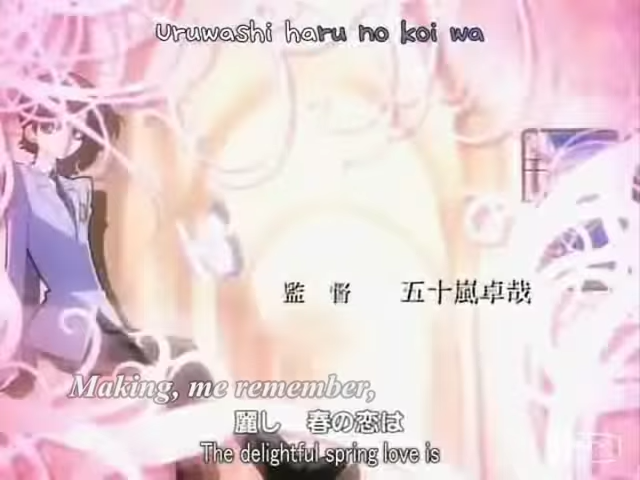 Uruwashi haru no koi wa
監 督 五十嵐卓哉
Making, me remember,
麗し 春の恋は
The delightful spring love is